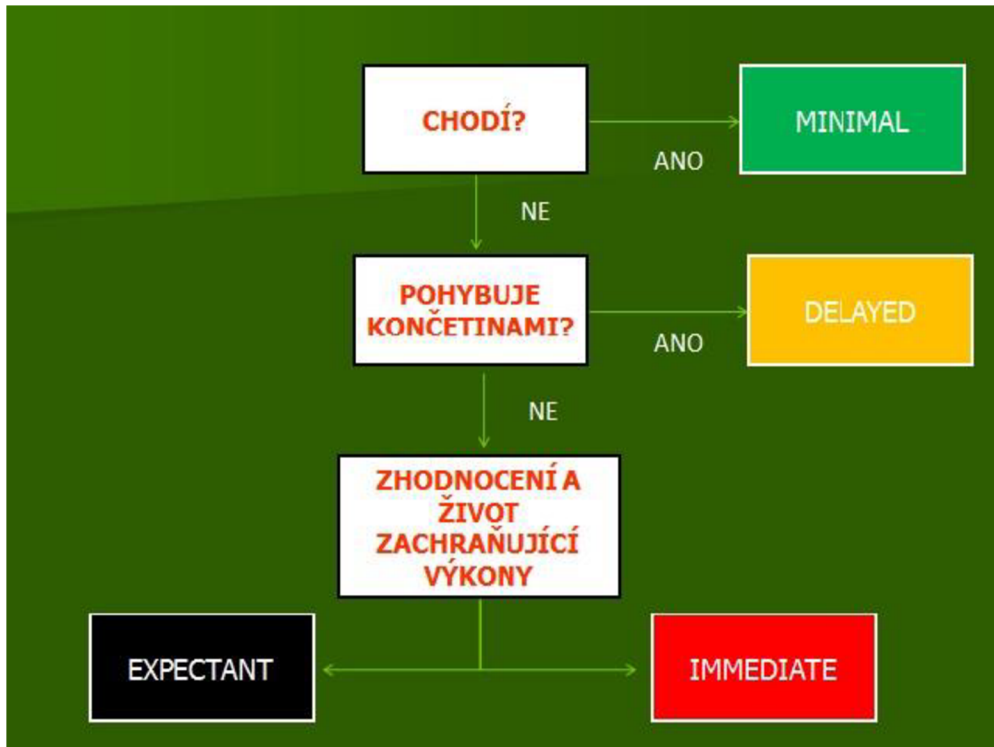 CHODÍ?
MINIMAL
ANO
NE
POHYBUJE
KONČETINAMI?
DELAYED
ANO
NE
ZHODNOCENÍ A
ŽIVOT
ZACHRAŇUJÍCÍ
VÝKONY
EXPECTANT
IMMEDIATE